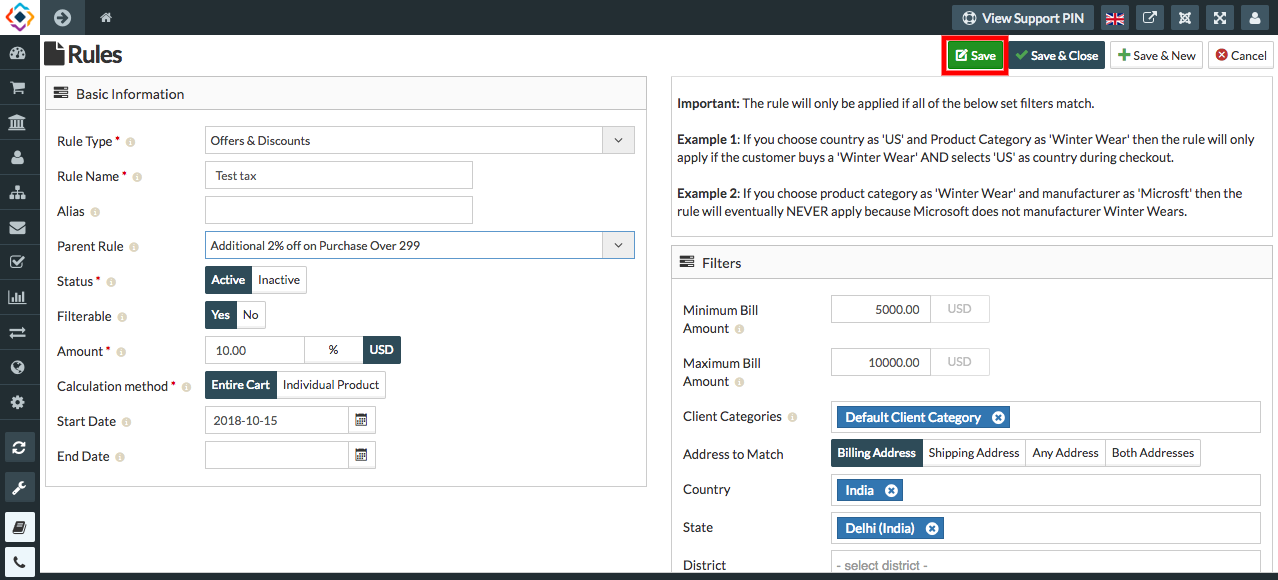 View Support PIN
Rules
Save
Save & Close
Save & New
Cancel
Basic Information
Rule Type *
Offers & Discounts
Rule Name *
Test tax
Alias
Parent Rule
Additional 2% off on Purchase Over 299
Status *
Active
Inactive
Filterable
Yes
No
Amount *
10.00
%
USD
Calculation method *
Entire Cart
Individual Product
Start Date
2018-10-15
End Date
Important: The rule will only be applied if all of the below set filters match.
Example 1: If you choose country as 'US' and Product Category as 'Winter Wear' then the rule will only
apply if the customer buys a 'Winter Wear' AND selects 'US' as country during checkout.
Example 2: If you choose product category as 'Winter Wear' and manufacturer as 'Microsft' then the
rule will eventually NEVER apply because Microsoft does not manufacturer Winter Wears.
Filters
Minimum Bill
Amount
5000.00
USD
Maximum Bill
Amount
10000.00
USD
Client Categories
Default Client Category
Address to Match
Billing Address
Shipping Address
Any Address
Both Addresses
Country
India
State
Delhi (India)
District
- select district -